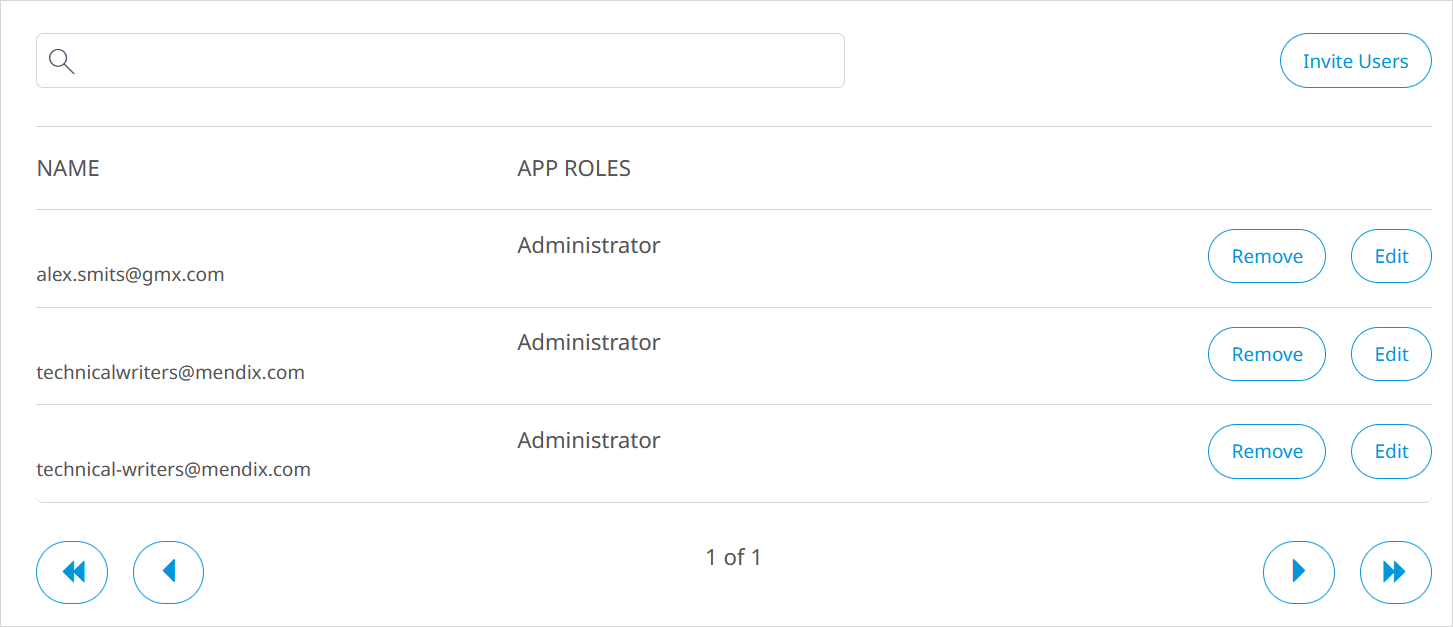 Invite Users
NAME APP ROLES
Administrator
alex.smits@gmx.com
Remove Edit
Administrator
technicalwriters@mendix.com
Remove Edit
Administrator
technical-writers@mendix.com
Remove Edit
1 of 1